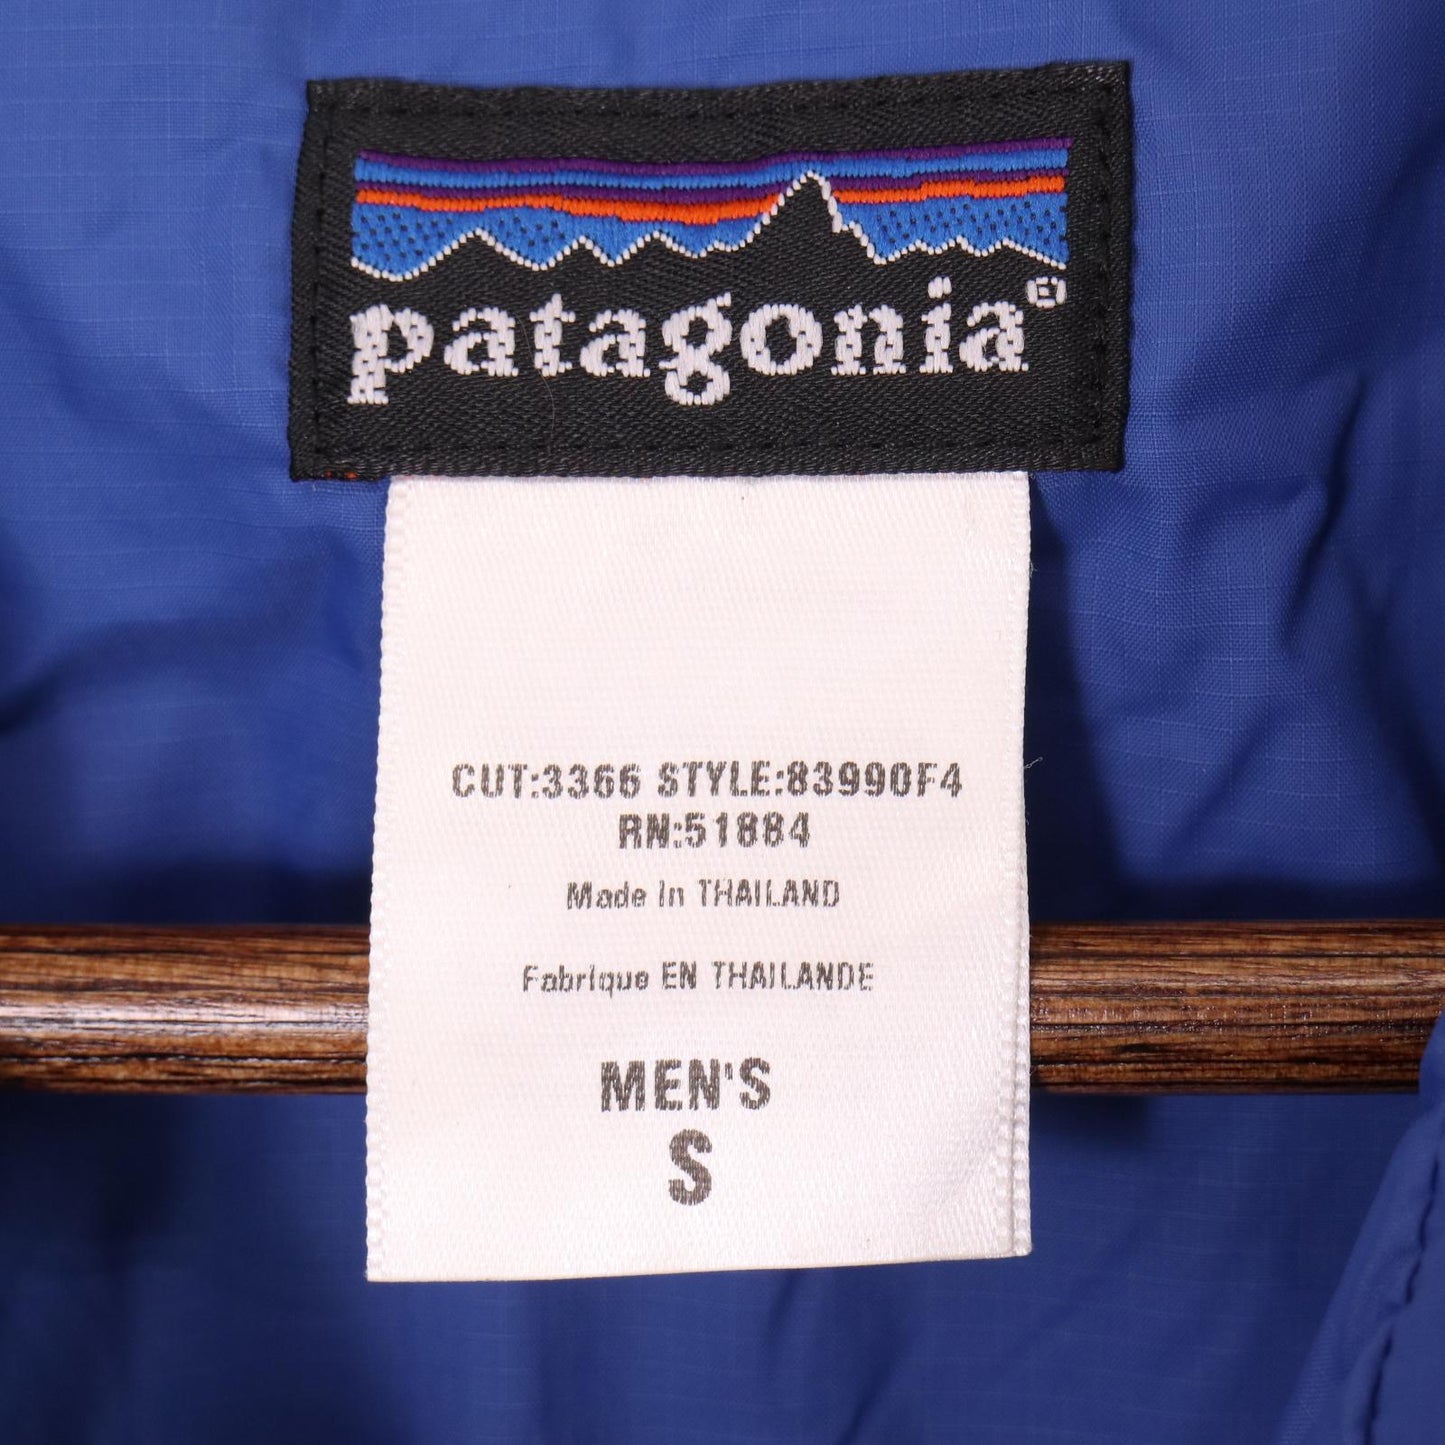 patagonia®
CUT:3366 STYLE:83990F4
RN:51884
Made in THAILAND
Fabrique EN THAILANDE
MEN'S
S